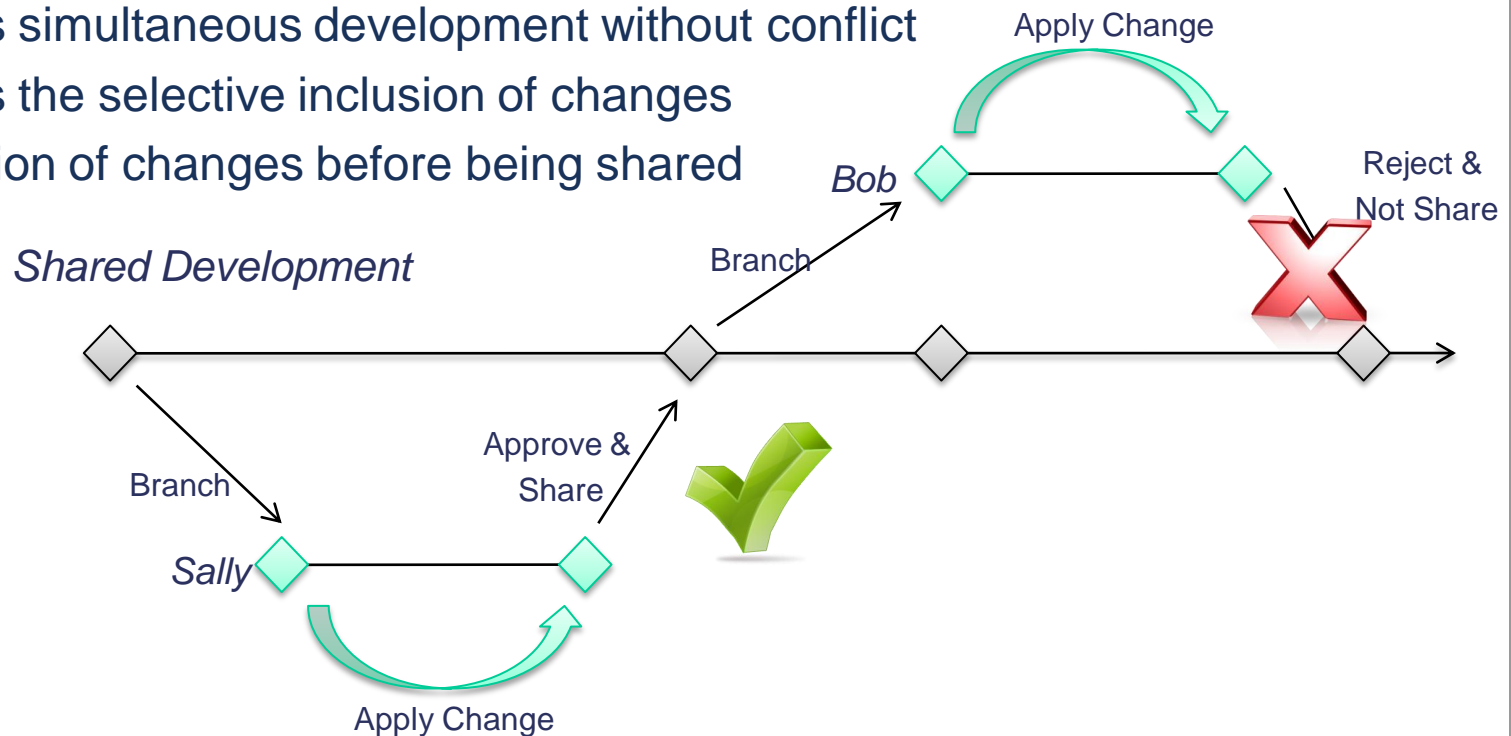 s simultaneous development without conflict
s the selective inclusion of changes
ion of changes before being shared
Apply Change
Bob
Reject &
Not Share
Shared Development
Branch
Approve &
Share
Branch
Sally
Apply Change